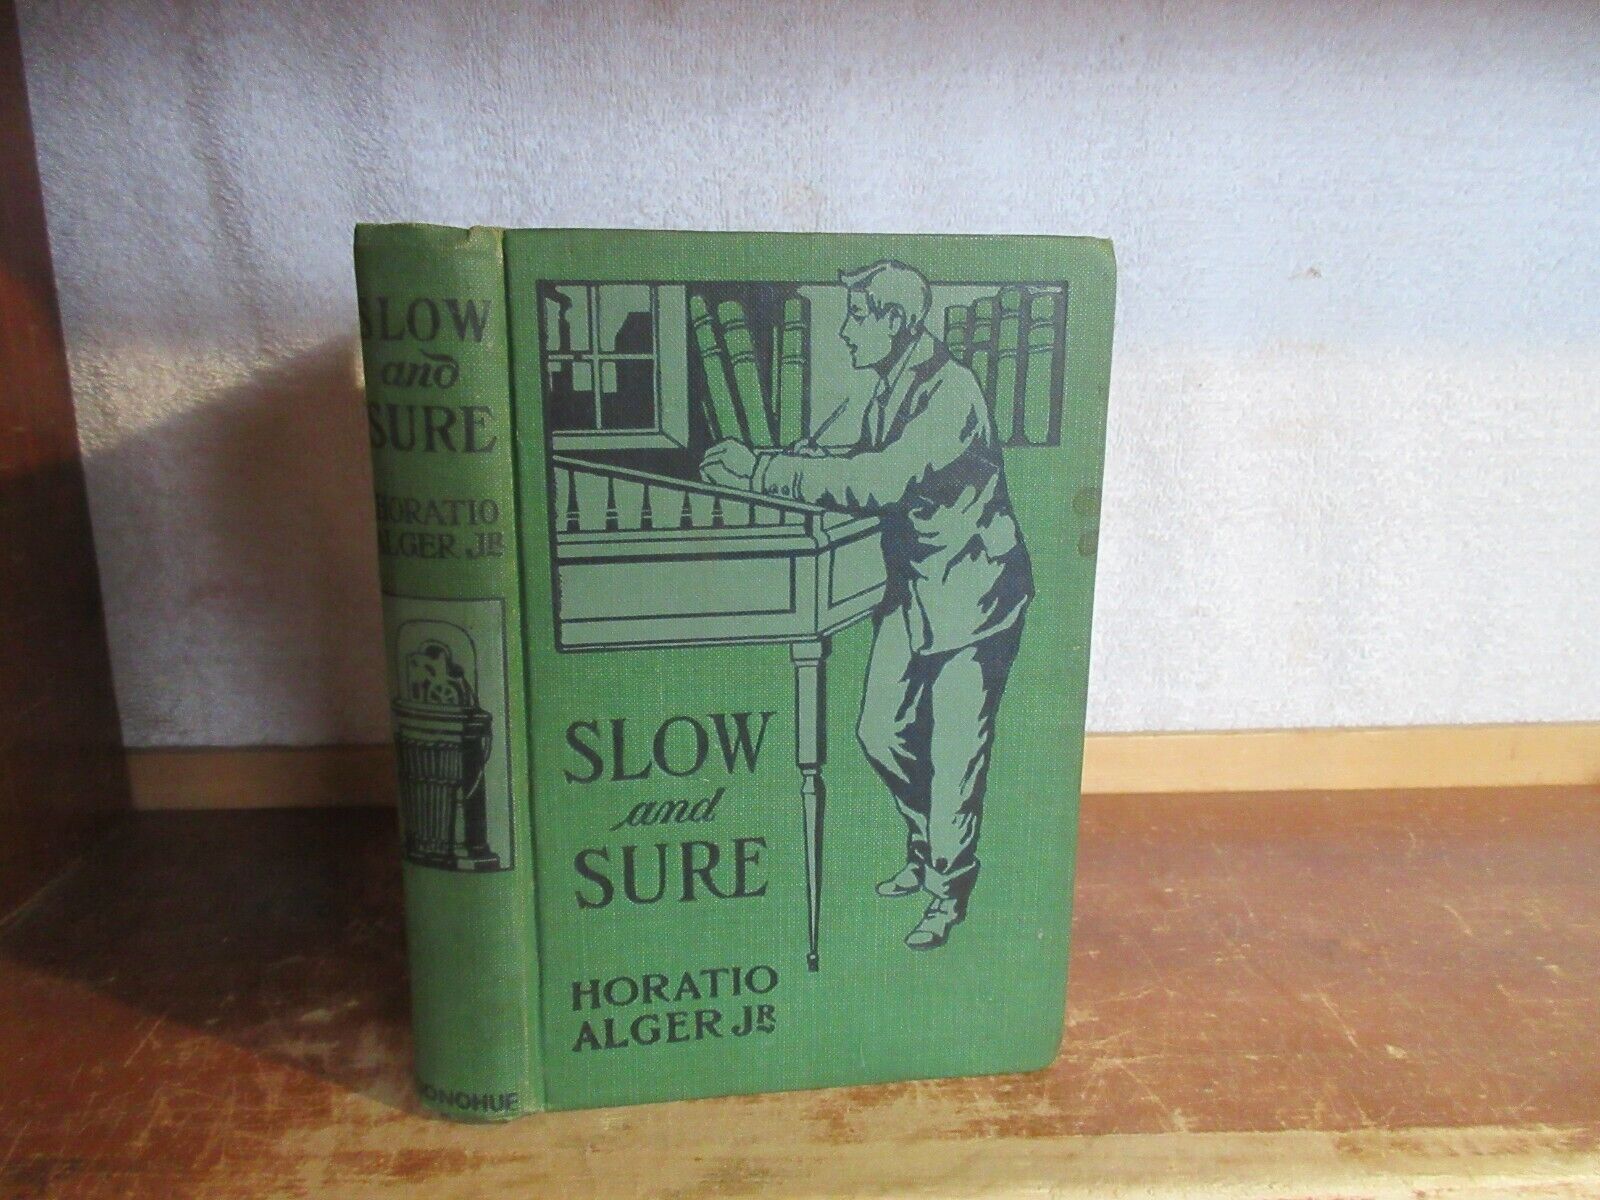 SLOW
and
SURE
HORATIO
ALGER JR
DONOHUE
SLOW
and
SURE
HORATIO
ALGER JR